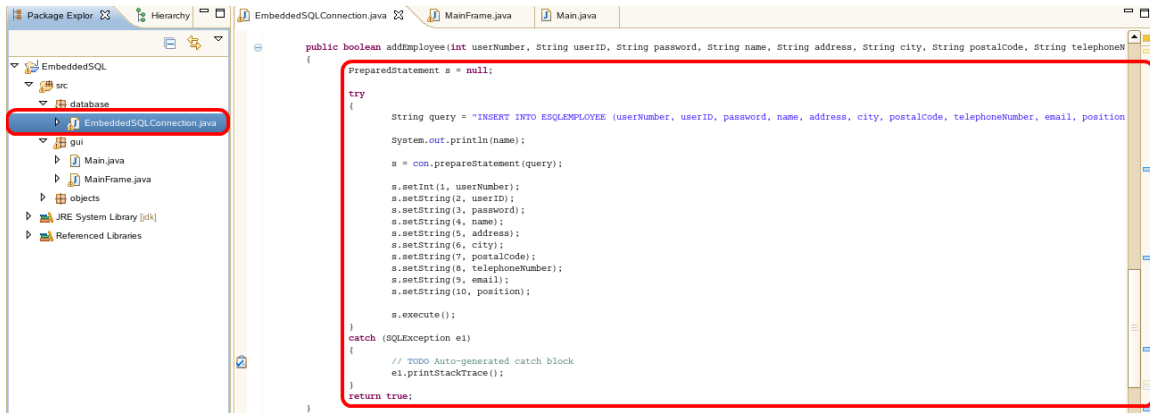 Package Explor
Hierarchy
EmbeddedSQLConnection.java
MainFrame.java
Main.java
EmbeddedSQL
src
database
EmbeddedSQLConnection.java
gui
Main.java
MainFrame.java
objects
JRE System Library [jdk]
Referenced Libraries
public boolean addEmployee(int userNumber, String userID, String password, String name, String address, String city, String postalCode, String telephoneN
{
PreparedStatement s = null;
try
{
String query = "INSERT INTO ESQLEMPLOYEE (userNumber, userID, password, name, address, city, postalCode, telephoneNumber, email, position
System.out.println(name);
s = con.prepareStatement(query);
s.setInt(1, userNumber);
s.setString(2, userID);
s.setString(3, password);
s.setString(4, name);
s.setString(5, address);
s.setString(6, city);
s.setString(7, postalCode);
s.setString(8, telephoneNumber);
s.setString(9, email);
s.setString(10, position);
s.execute();
}
catch (SQLException e1)
{
// TODO Auto-generated catch block
e1.printStackTrace();
}
return true;
}